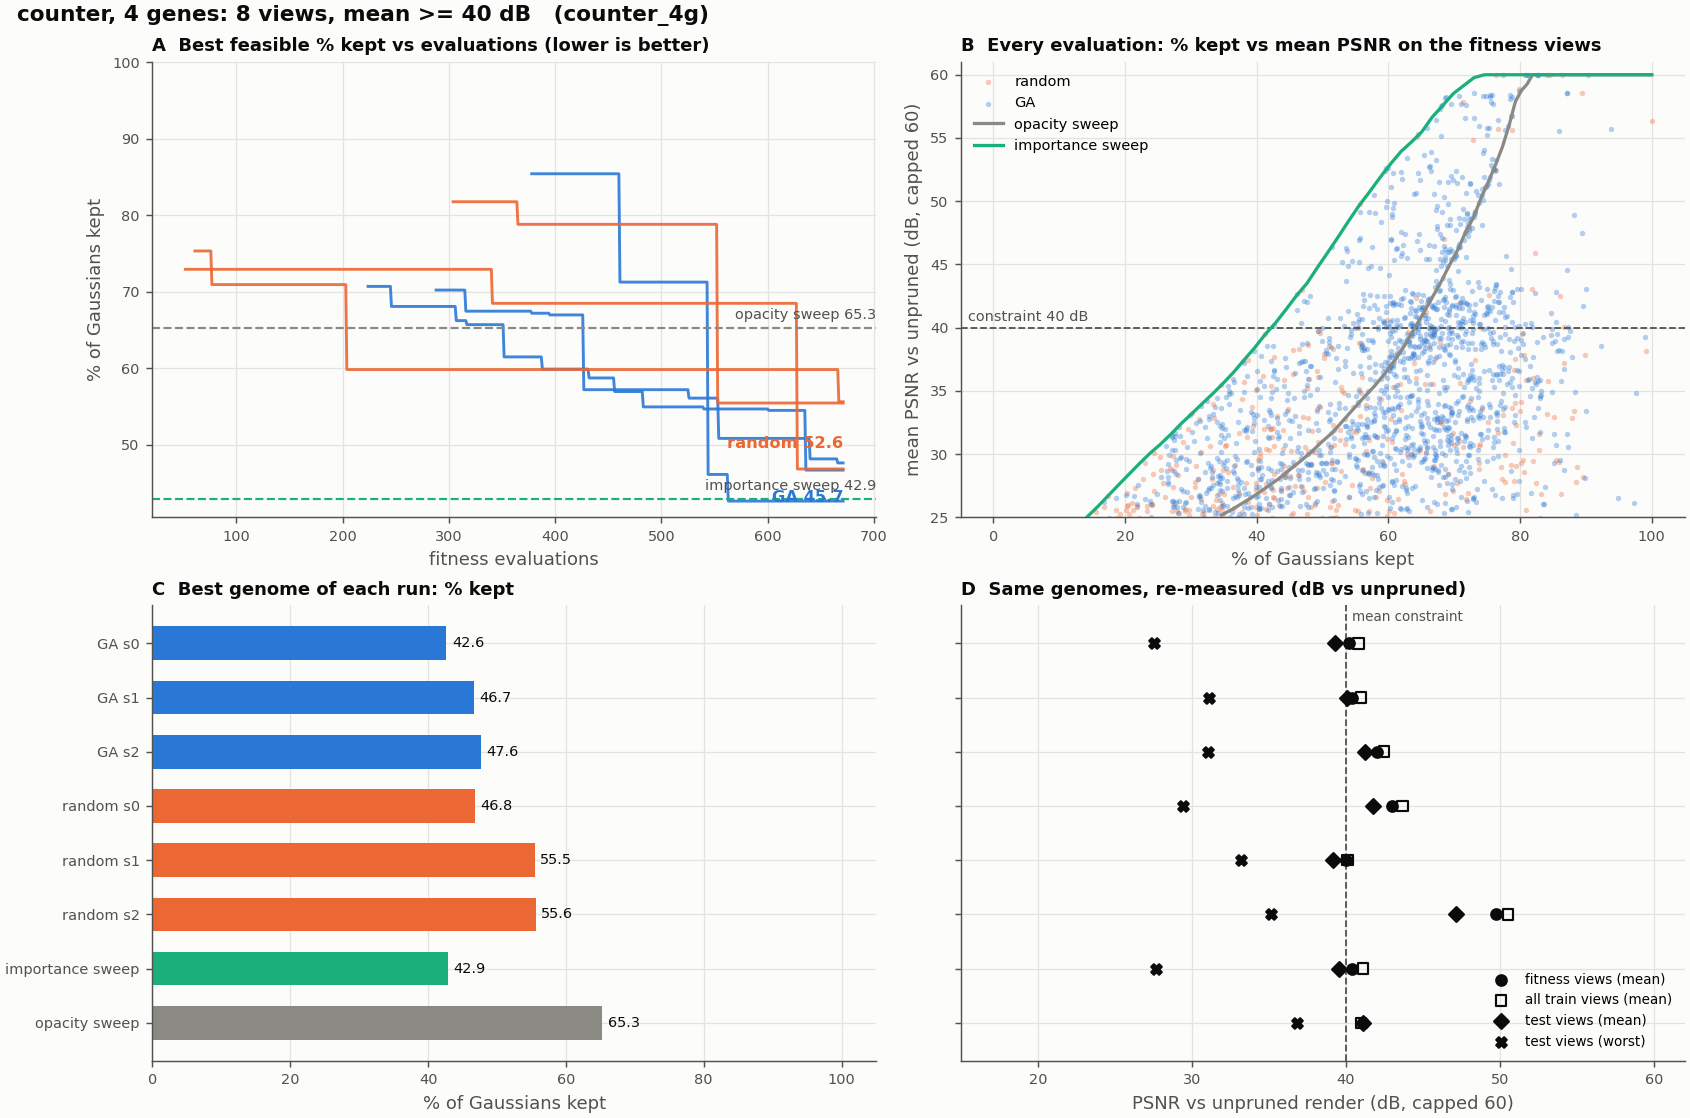 counter, 4 genes: 8 views, mean >= 40 dB   (counter_4g)
A  Best feasible % kept vs evaluations (lower is better)
100
90
80
70
60
50
% of Gaussians kept
opacity sweep 65.3
random 52.6
importance sweep 42.9
GA 45.7
100 200 300 400 500 600 700
fitness evaluations
B  Every evaluation: % kept vs mean PSNR on the fitness views
random
GA
opacity sweep
importance sweep
60
55
50
45
40
35
30
25
mean PSNR vs unpruned (dB, capped 60)
constraint 40 dB
0 20 40 60 80 100
% of Gaussians kept
C  Best genome of each run: % kept
GA s0 42.6
GA s1 46.7
GA s2 47.6
random s0 46.8
random s1 55.5
random s2 55.6
importance sweep 42.9
opacity sweep 65.3
0 20 40 60 80 100
% of Gaussians kept
D  Same genomes, re-measured (dB vs unpruned)
mean constraint
fitness views (mean)
all train views (mean)
test views (mean)
test views (worst)
20 30 40 50 60
PSNR vs unpruned render (dB, capped 60)